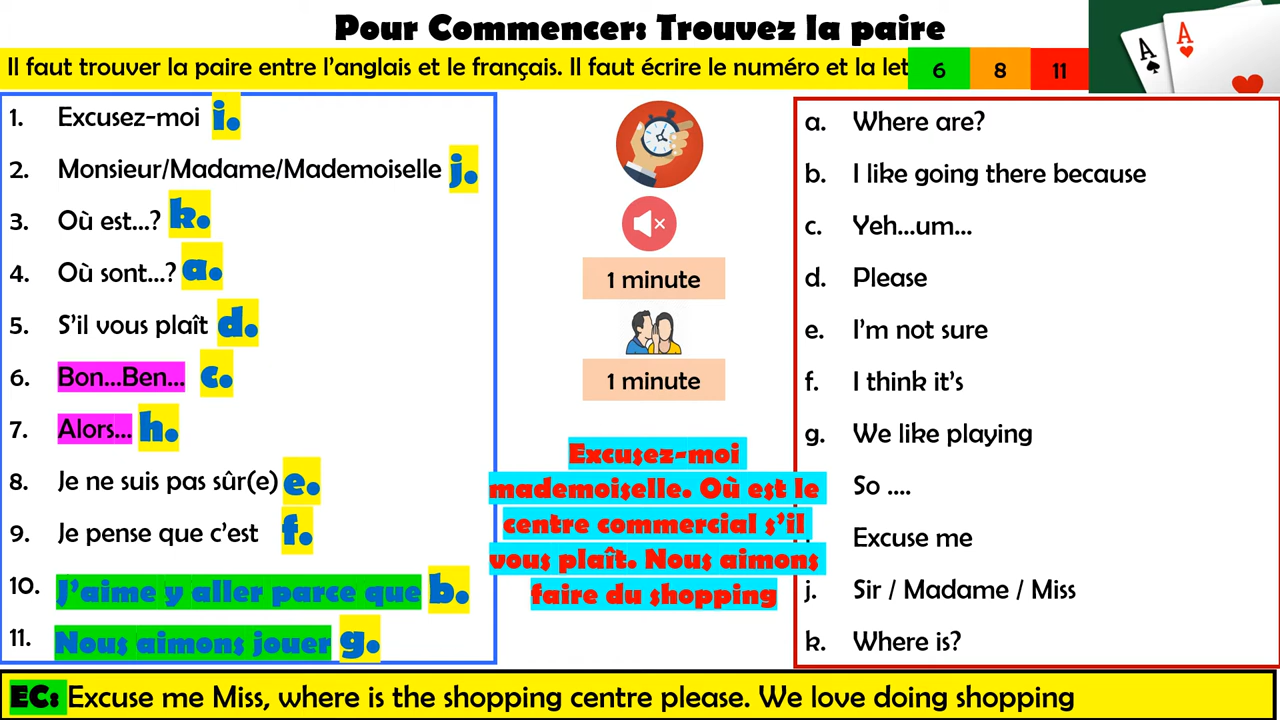 Pour Commencer: Trouvez la paire
Il faut trouver la paire entre l'anglais et le français. Il faut écrire le numéro et la let
6 8 11
1. Excusez-moi i.
2. Monsieur/Madame/Mademoiselle j.
3. Où est...? k.
4. Où sont...? a.
5. S'il vous plaît d.
6. Bon...Ben... c.
7. Alors... h.
8. Je ne suis pas sûr(e) e.
9. Je pense que c'est f.
10. J'aime y aller parce que b.
11. Nous aimons jouer g.
1 minute
1 minute
Excusez-moi
mademoiselle. Où est le
centre commercial s'il
vous plaît. Nous aimons
faire du shopping
a. Where are?
b. I like going there because
c. Yeh...um...
d. Please
e. I'm not sure
f. I think it's
g. We like playing
So ....
Excuse me
j. Sir / Madame / Miss
k. Where is?
EC: Excuse me Miss, where is the shopping centre please. We love doing shopping
A A